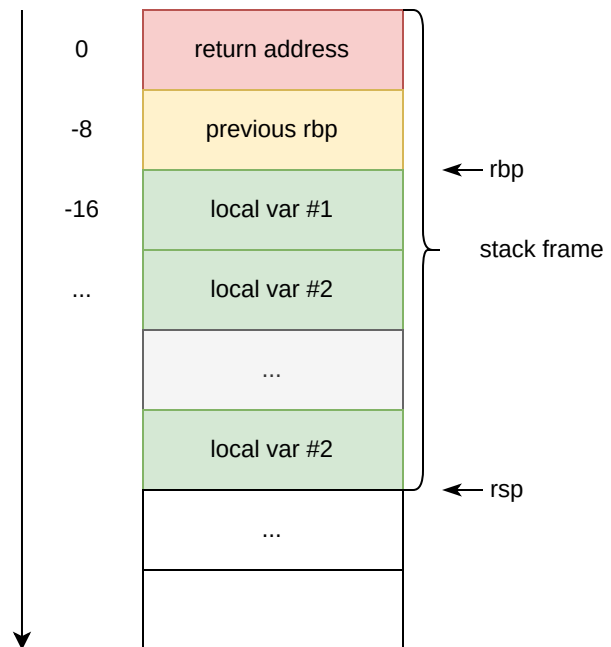 0 return address
-8 previous rbp
rbp
-16 local var #1
stack frame
... local var #2
...
local var #2
rsp
...